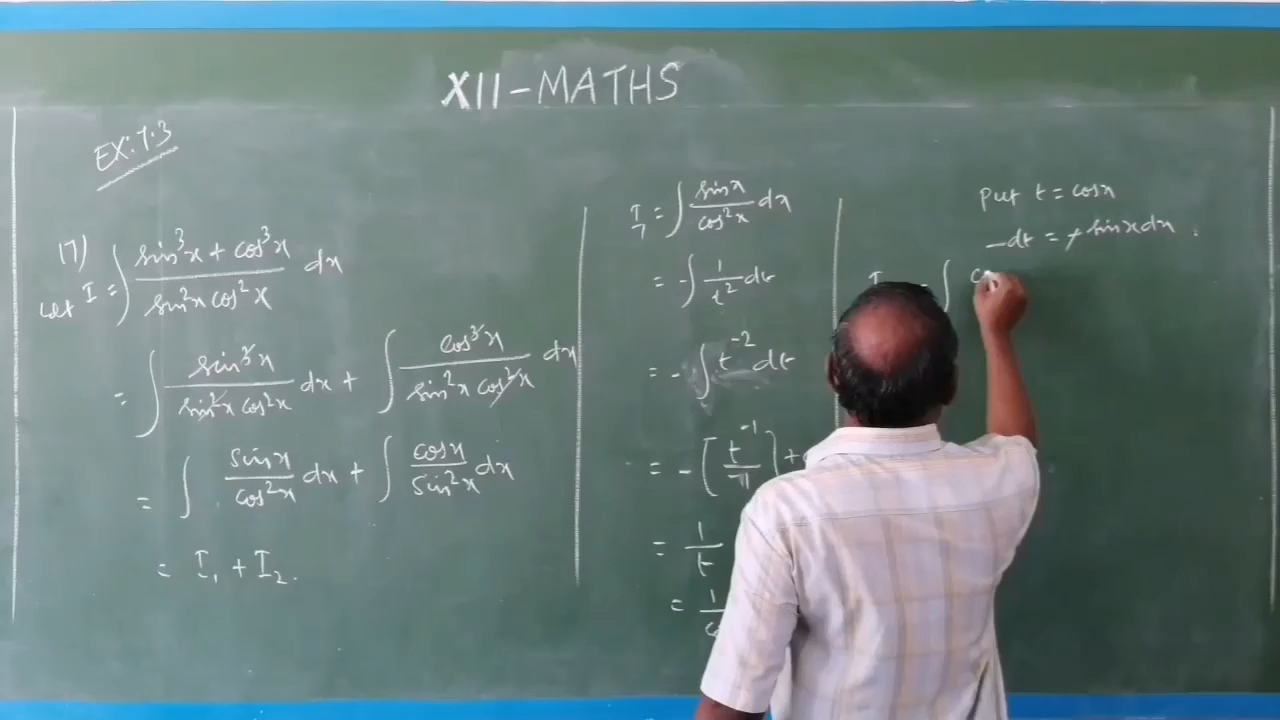 XII - MATHS
EX: 7.3
17)
Let I = ∫ (sin³x + cos³x)/(sin²x cos²x) dx
= ∫ sin³x/(sin²x cos²x) dx + ∫ cos³x/(sin²x cos²x) dx
= ∫ sinx/cos²x dx + ∫ cosx/sin²x dx
= I₁ + I₂.
I₁ = ∫ sinx/cos²x dx
= -∫ 1/t² dt
= -∫ t⁻² dt
= -[t⁻¹/-1] +
= 1/t
= 1/
Put t = cosx
-dt = + sinx dx.
I = ∫